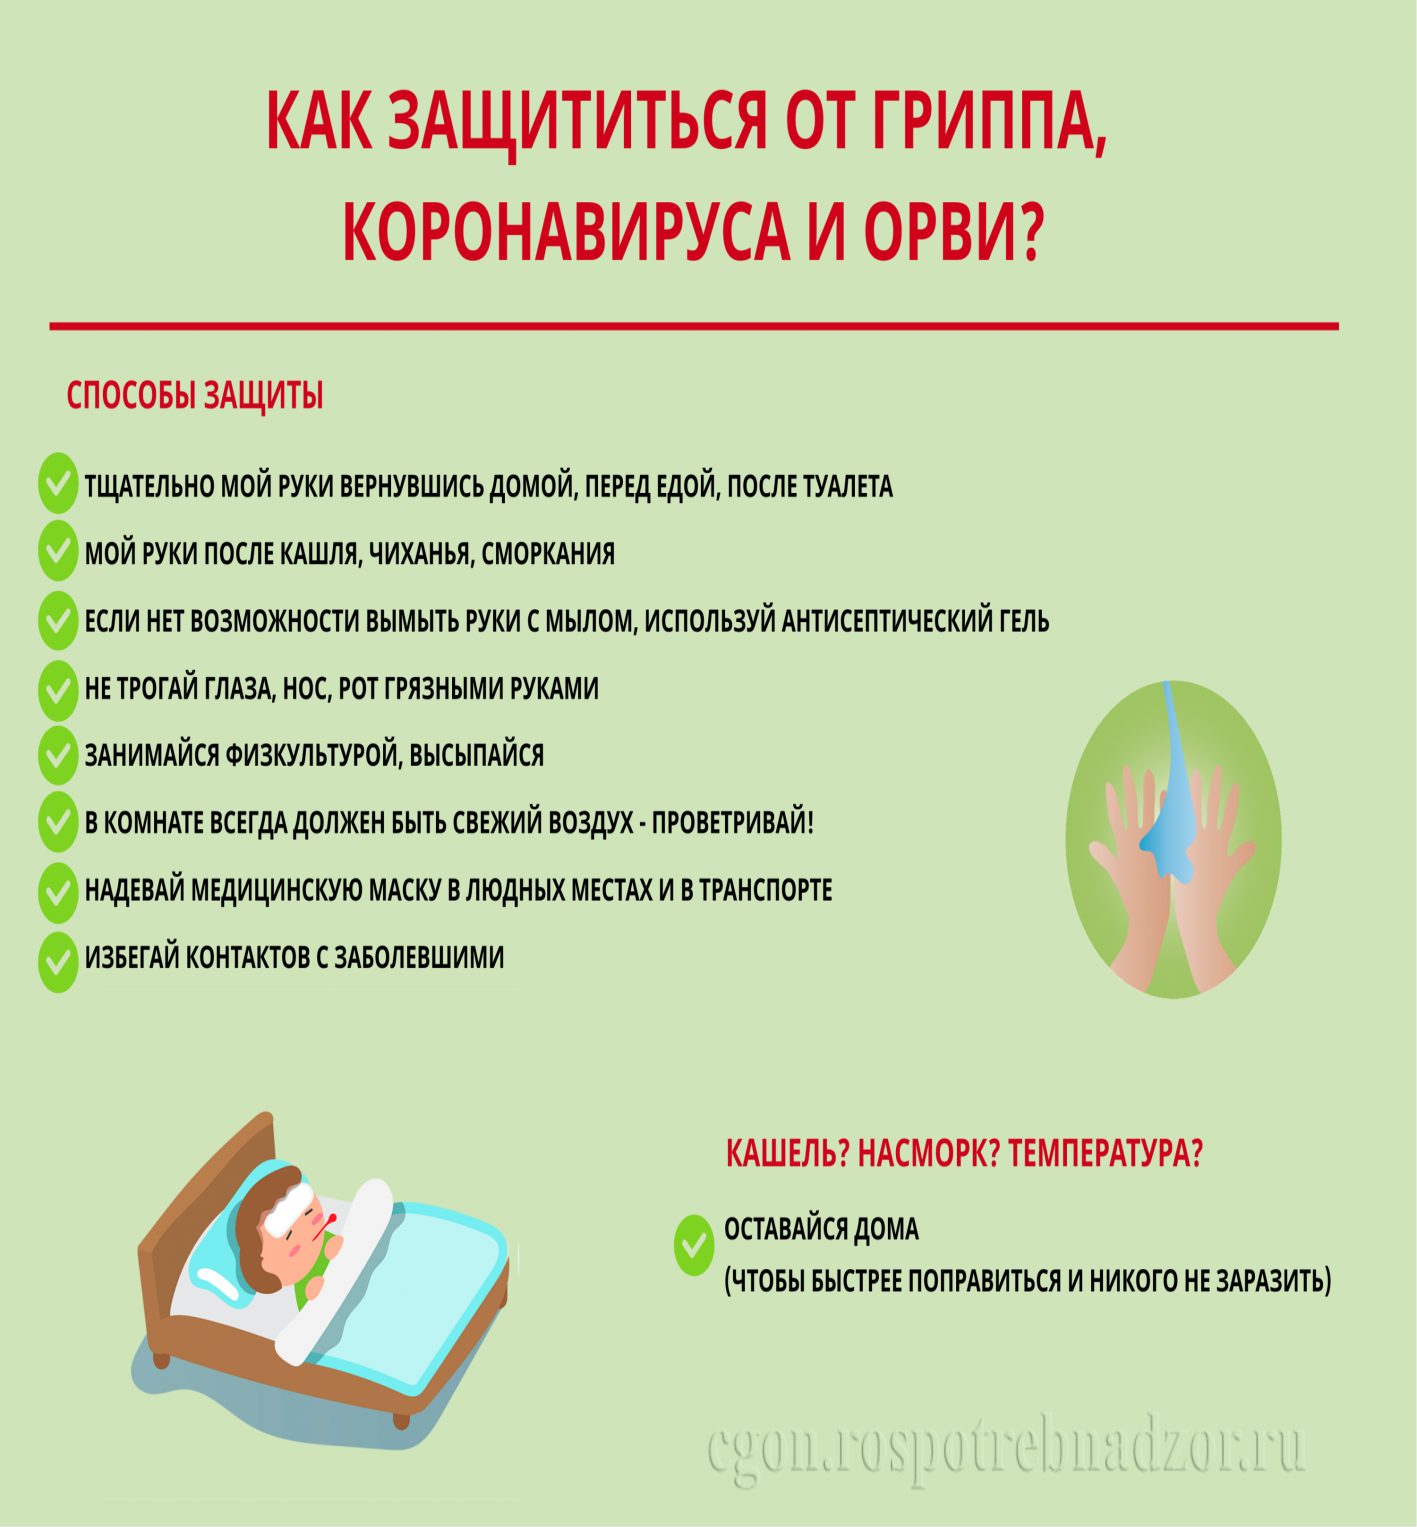 КАК ЗАЩИТИТЬСЯ ОТ ГРИППА,
КОРОНАВИРУСА И ОРВИ?
СПОСОБЫ ЗАЩИТЫ
ТЩАТЕЛЬНО МОЙ РУКИ ВЕРНУВШИСЬ ДОМОЙ, ПЕРЕД ЕДОЙ, ПОСЛЕ ТУАЛЕТА
МОЙ РУКИ ПОСЛЕ КАШЛЯ, ЧИХАНЬЯ, СМОРКАНИЯ
ЕСЛИ НЕТ ВОЗМОЖНОСТИ ВЫМЫТЬ РУКИ С МЫЛОМ, ИСПОЛЬЗУЙ АНТИСЕПТИЧЕСКИЙ ГЕЛЬ
НЕ ТРОГАЙ ГЛАЗА, НОС, РОТ ГРЯЗНЫМИ РУКАМИ
ЗАНИМАЙСЯ ФИЗКУЛЬТУРОЙ, ВЫСЫПАЙСЯ
В КОМНАТЕ ВСЕГДА ДОЛЖЕН БЫТЬ СВЕЖИЙ ВОЗДУХ - ПРОВЕТРИВАЙ!
НАДЕВАЙ МЕДИЦИНСКУЮ МАСКУ В ЛЮДНЫХ МЕСТАХ И В ТРАНСПОРТЕ
ИЗБЕГАЙ КОНТАКТОВ С ЗАБОЛЕВШИМИ
КАШЕЛЬ? НАСМОРК? ТЕМПЕРАТУРА?
ОСТАВАЙСЯ ДОМА
(ЧТОБЫ БЫСТРЕЕ ПОПРАВИТЬСЯ И НИКОГО НЕ ЗАРАЗИТЬ)
cgon.rospotrebnadzor.ru